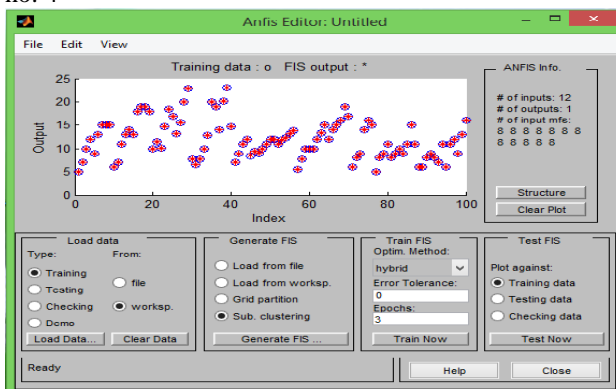 Anfis Editor: Untitled
File Edit View
Training data : o FIS output : *
25
20
15
10
5
0
Output
0 20 40 60 80 100
Index
ANFIS Info.
# of inputs: 12
# of outputs: 1
# of input mfs:
8 8 8 8 8 8 8
8 8 8 8 8
Structure
Clear Plot
Load data
Type: From:
Training
Testing
Checking
Demo
file
worksp.
Load Data... Clear Data
Generate FIS
Load from file
Load from worksp.
Grid partition
Sub. clustering
Generate FIS ...
Train FIS
Optim. Method:
hybrid
Error Tolerance:
0
Epochs:
3
Train Now
Test FIS
Plot against:
Training data
Testing data
Checking data
Test Now
Ready
Help Close